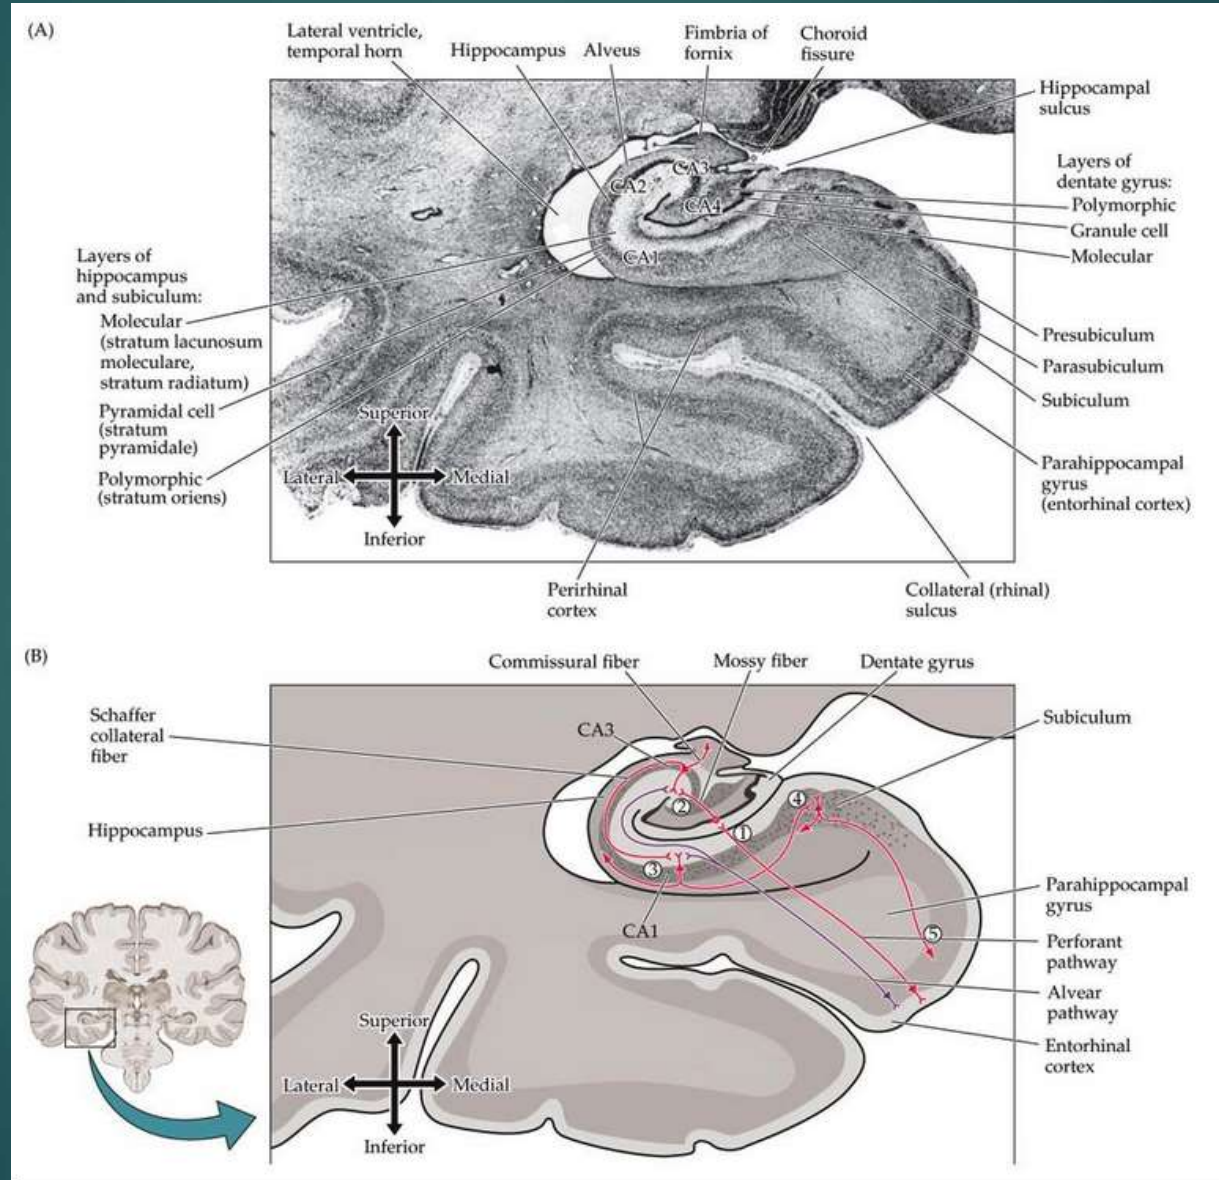 (A)
Lateral ventricle,
temporal horn
Hippocampus
Alveus
Fimbria of
fornix
Choroid
fissure
Hippocampal
sulcus
Layers of
dentate gyrus:
Polymorphic
Granule cell
Molecular
CA3
CA2
CA4
CA1
Layers of
hippocampus
and subiculum:
Molecular
(stratum lacunosum
moleculare,
stratum radiatum)
Pyramidal cell
(stratum
pyramidale)
Polymorphic
(stratum oriens)
Presubiculum
Parasubiculum
Subiculum
Parahippocampal
gyrus
(entorhinal cortex)
Superior
Lateral
Medial
Inferior
Perirhinal
cortex
Collateral (rhinal)
sulcus
(B)
Commissural fiber
Mossy fiber
Dentate gyrus
Schaffer
collateral
fiber
CA3
Subiculum
Hippocampus
2
1
4
3
CA1
5
Parahippocampal
gyrus
Perforant
pathway
Alvear
pathway
Entorhinal
cortex
Superior
Lateral
Medial
Inferior